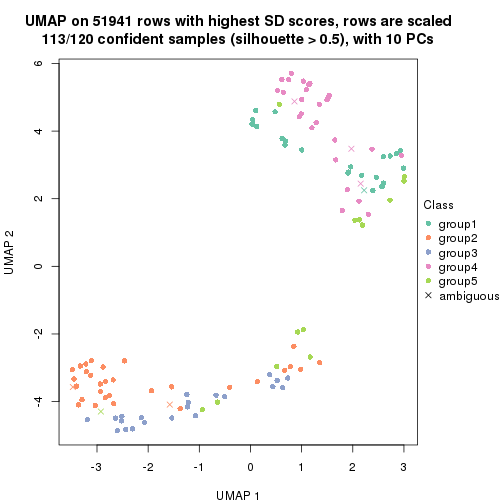 UMAP on 51941 rows with highest SD scores, rows are scaled
113/120 confident samples (silhouette > 0.5), with 10 PCs
6
4
2
0
-2
-4
UMAP 2
-3
-2
-1
0
1
2
3
UMAP 1
Class
group1
group2
group3
group4
group5
ambiguous